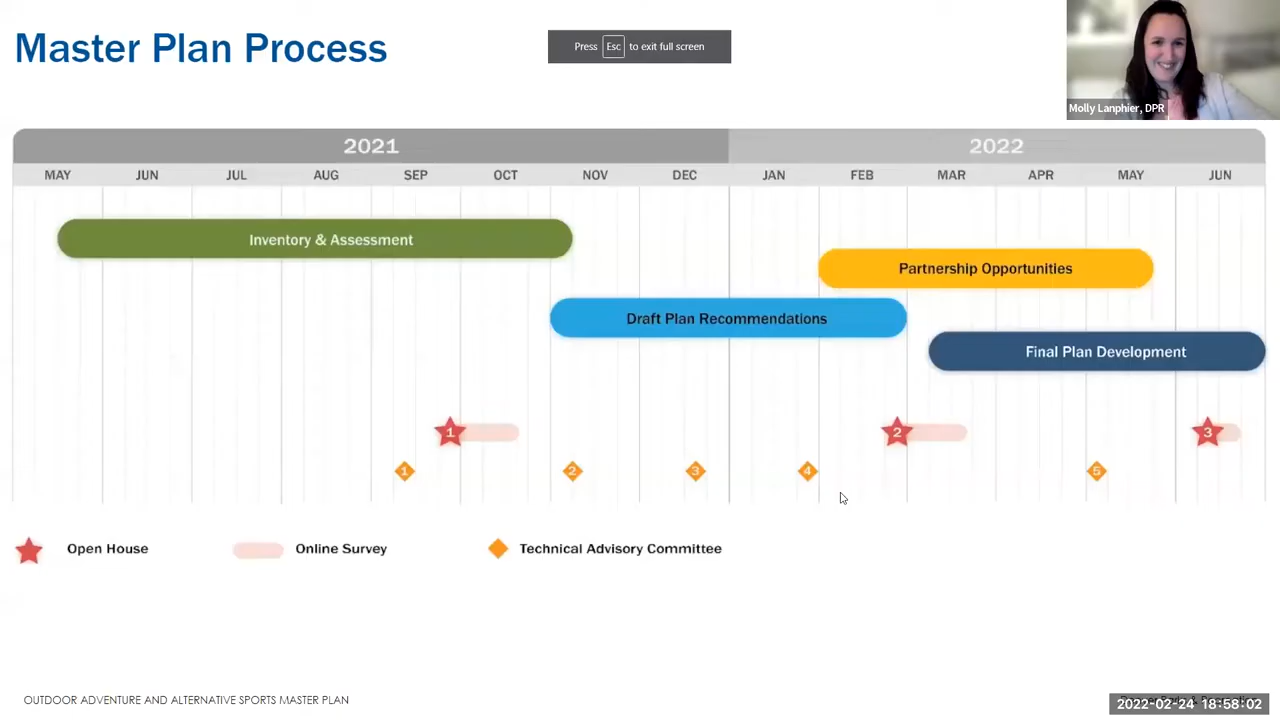 Master Plan Process
Press Esc to exit full screen
Molly Lanphier, DPR
2021 2022
MAY JUN JUL AUG SEP OCT NOV DEC JAN FEB MAR APR MAY JUN
Inventory & Assessment
Partnership Opportunities
Draft Plan Recommendations
Final Plan Development
1 2 3
1 2 3 4 5
Open House Online Survey Technical Advisory Committee
OUTDOOR ADVENTURE AND ALTERNATIVE SPORTS MASTER PLAN
2022-02-24 18:58:02